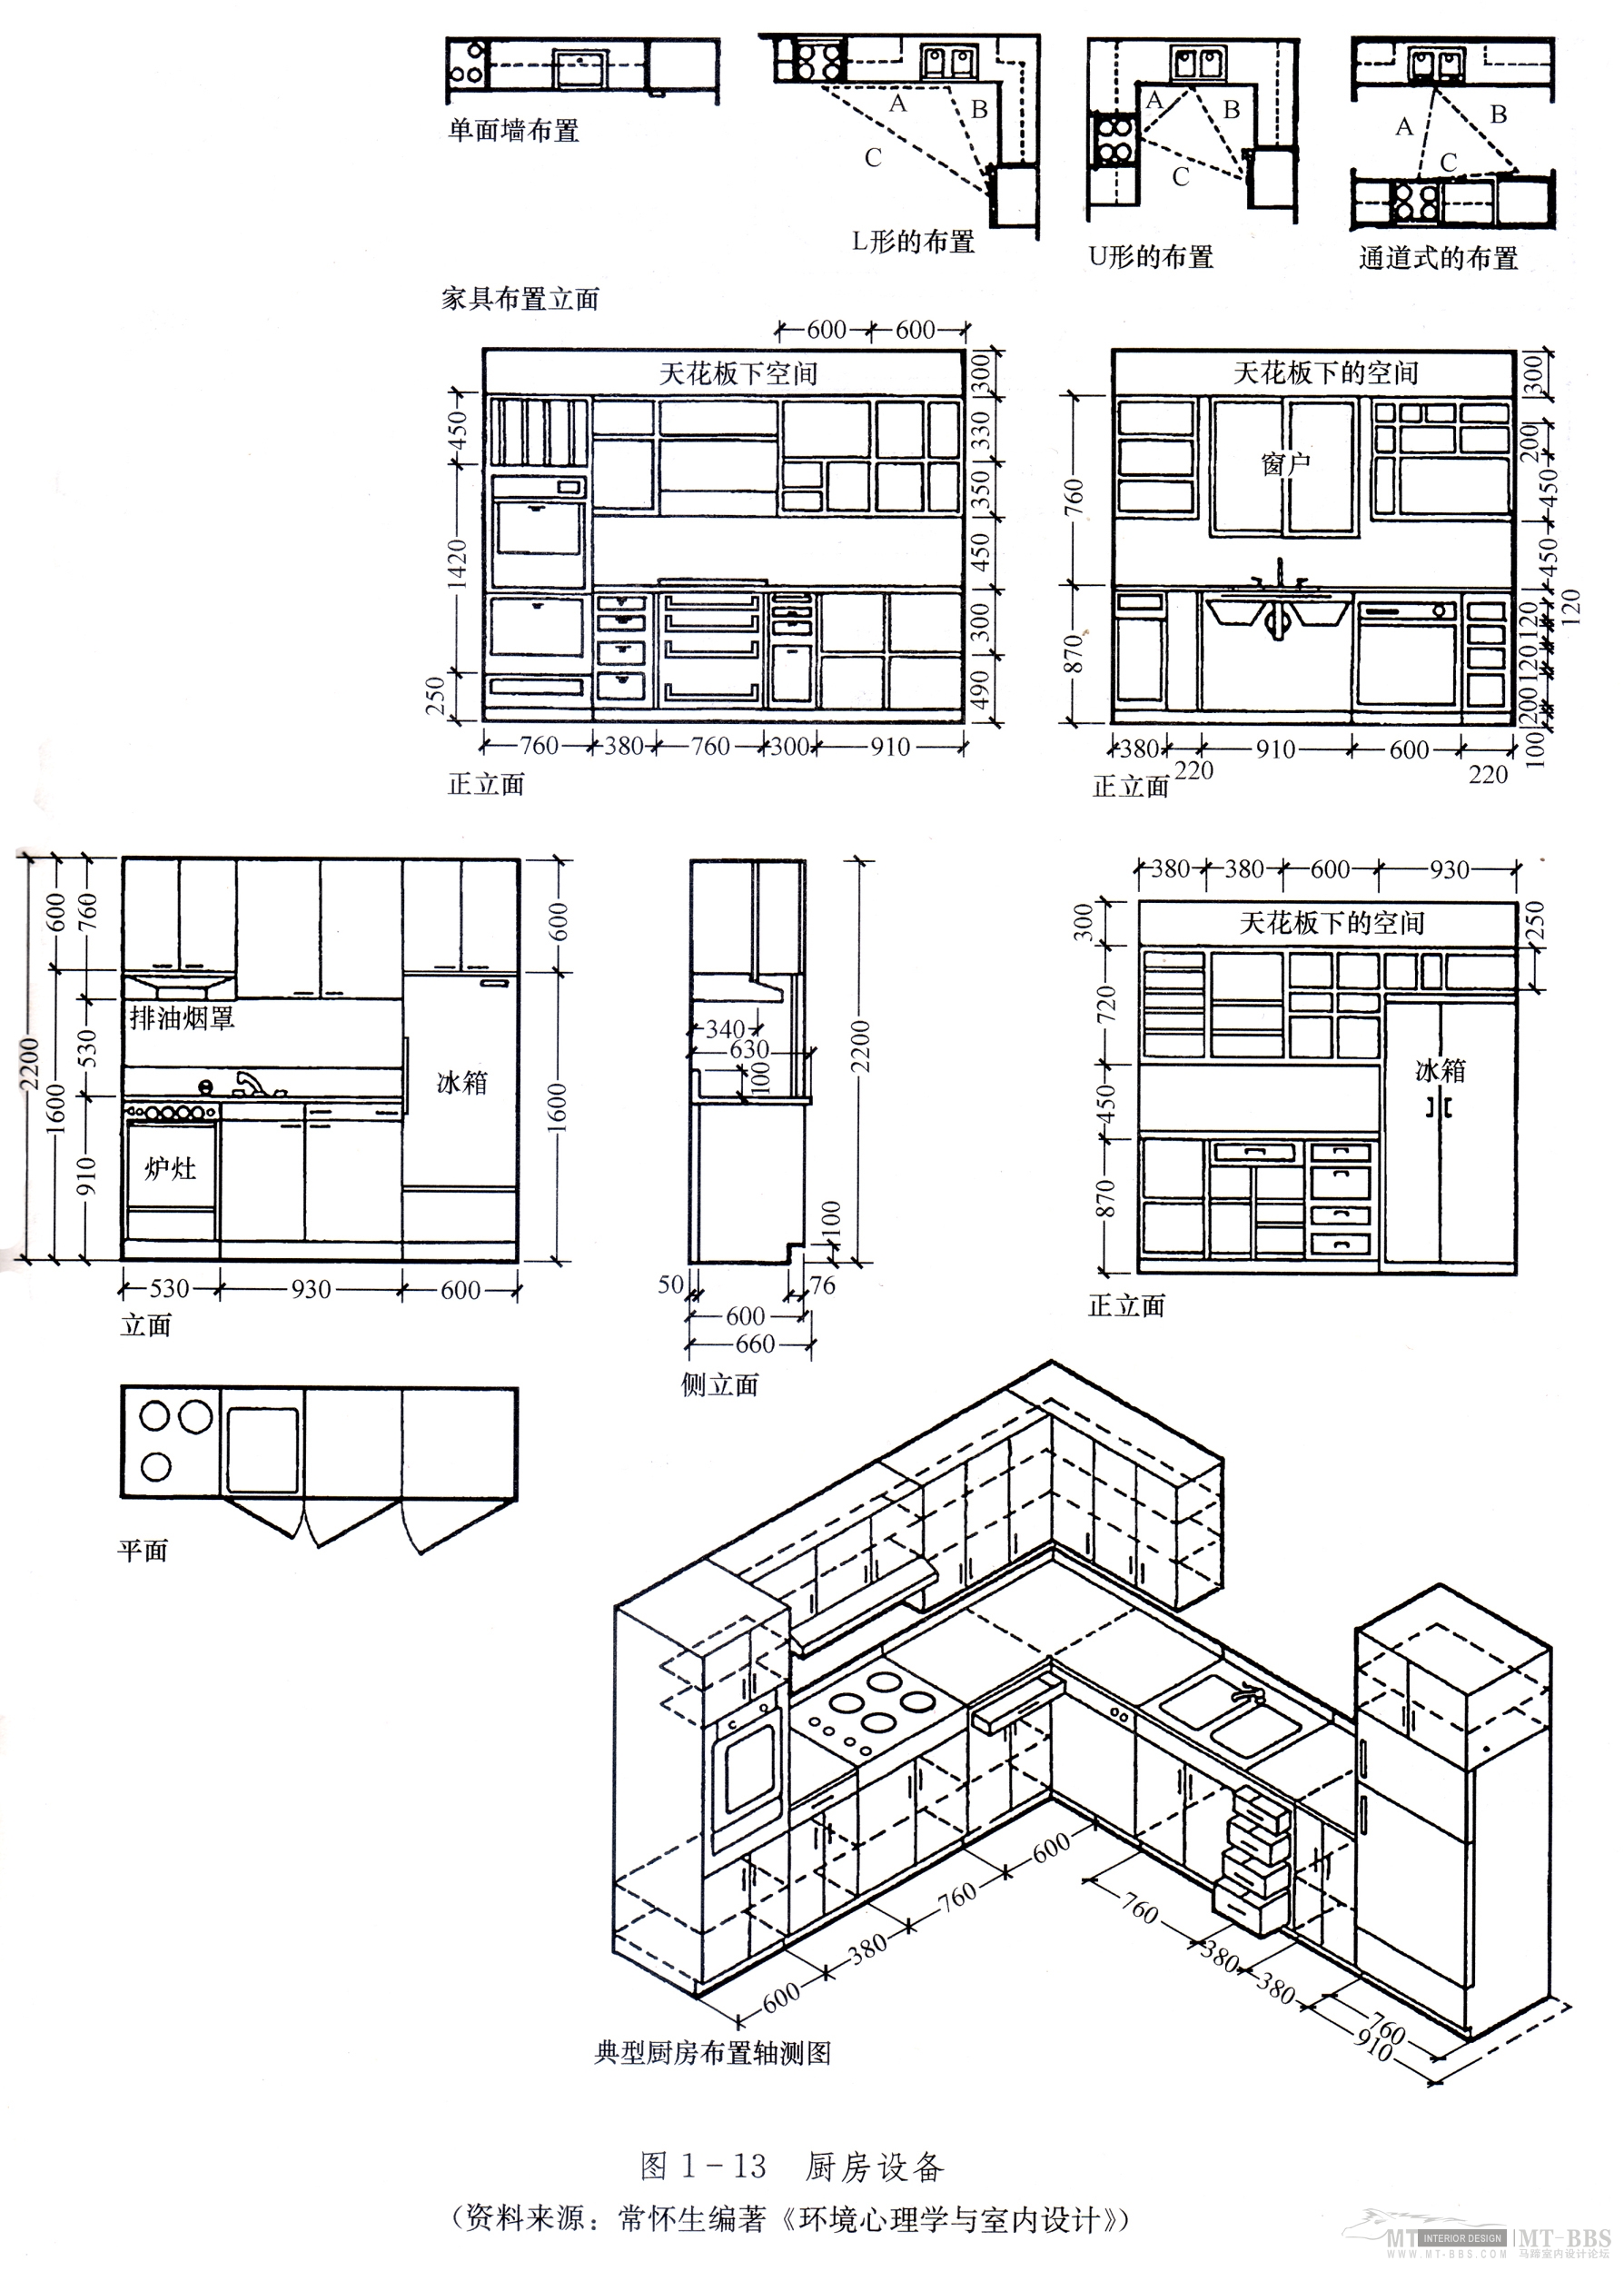 单面墙布置
A
B
C
L形的布置
A
B
C
U形的布置
A
B
C
通道式的布置
家具布置立面
600
600
天花板下空间
450
1420
250
300
330
350
450
300
490
760
380
760
300
910
正立面
天花板下的空间
窗户
760
870
300
200
450
450
120
120
120
120
200
100
380
220
910
600
220
正立面
2200
600
1600
760
530
910
排油烟罩
炉灶
冰箱
600
1600
530
930
600
立面
340
630
100
2200
100
50
76
600
660
侧立面
380
380
600
930
300
720
450
870
250
天花板下的空间
冰箱
正立面
平面
600
380
760
600
760
380
380
760
910
典型厨房布置轴测图
图 1-13 厨房设备
（资料来源：常怀生编著《环境心理学与室内设计》）
MT INTERIOR DESIGN MT-BBS
WWW.MT-BBS.COM 马蹄室内设计论坛